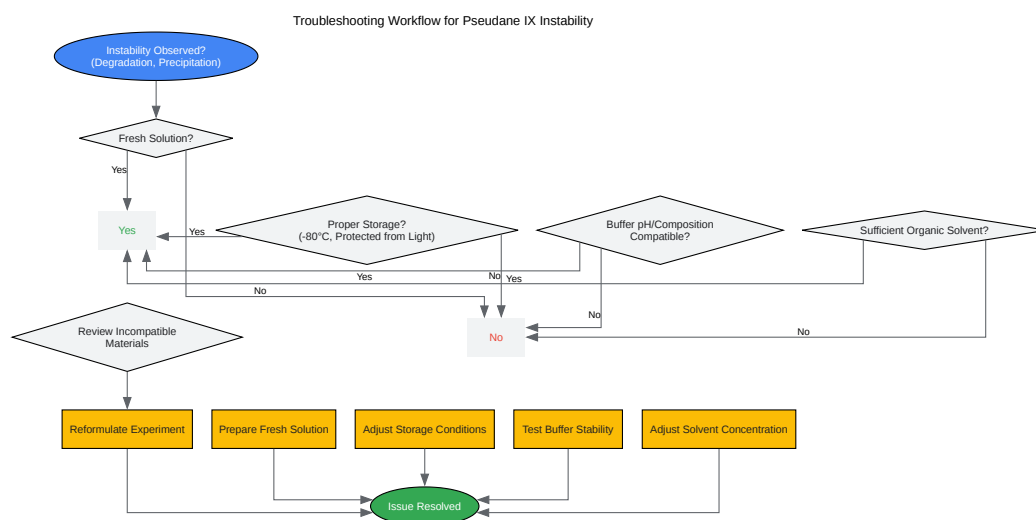 Troubleshooting Workflow for Pseudane IX Instability
Instability Observed?
(Degradation, Precipitation)
Fresh Solution?
Yes
Yes
Yes
Proper Storage?
(-80°C, Protected from Light)
Buffer pH/Composition
Compatible?
Sufficient Organic Solvent?
Yes
No
Yes
No
No
No
No
Review Incompatible
Materials
Reformulate Experiment
Prepare Fresh Solution
Adjust Storage Conditions
Test Buffer Stability
Adjust Solvent Concentration
Issue Resolved